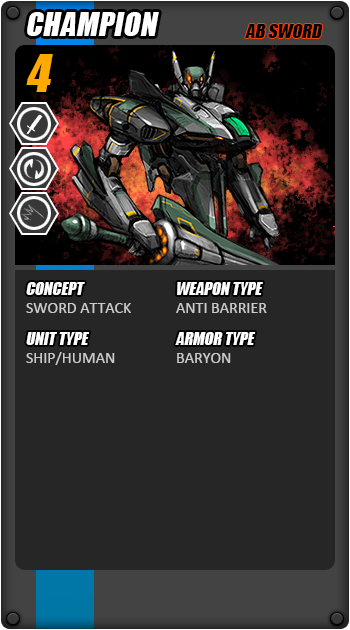 CHAMPION
AB SWORD
4
CONCEPT
SWORD ATTACK
WEAPON TYPE
ANTI BARRIER
UNIT TYPE
SHIP/HUMAN
ARMOR TYPE
BARYON